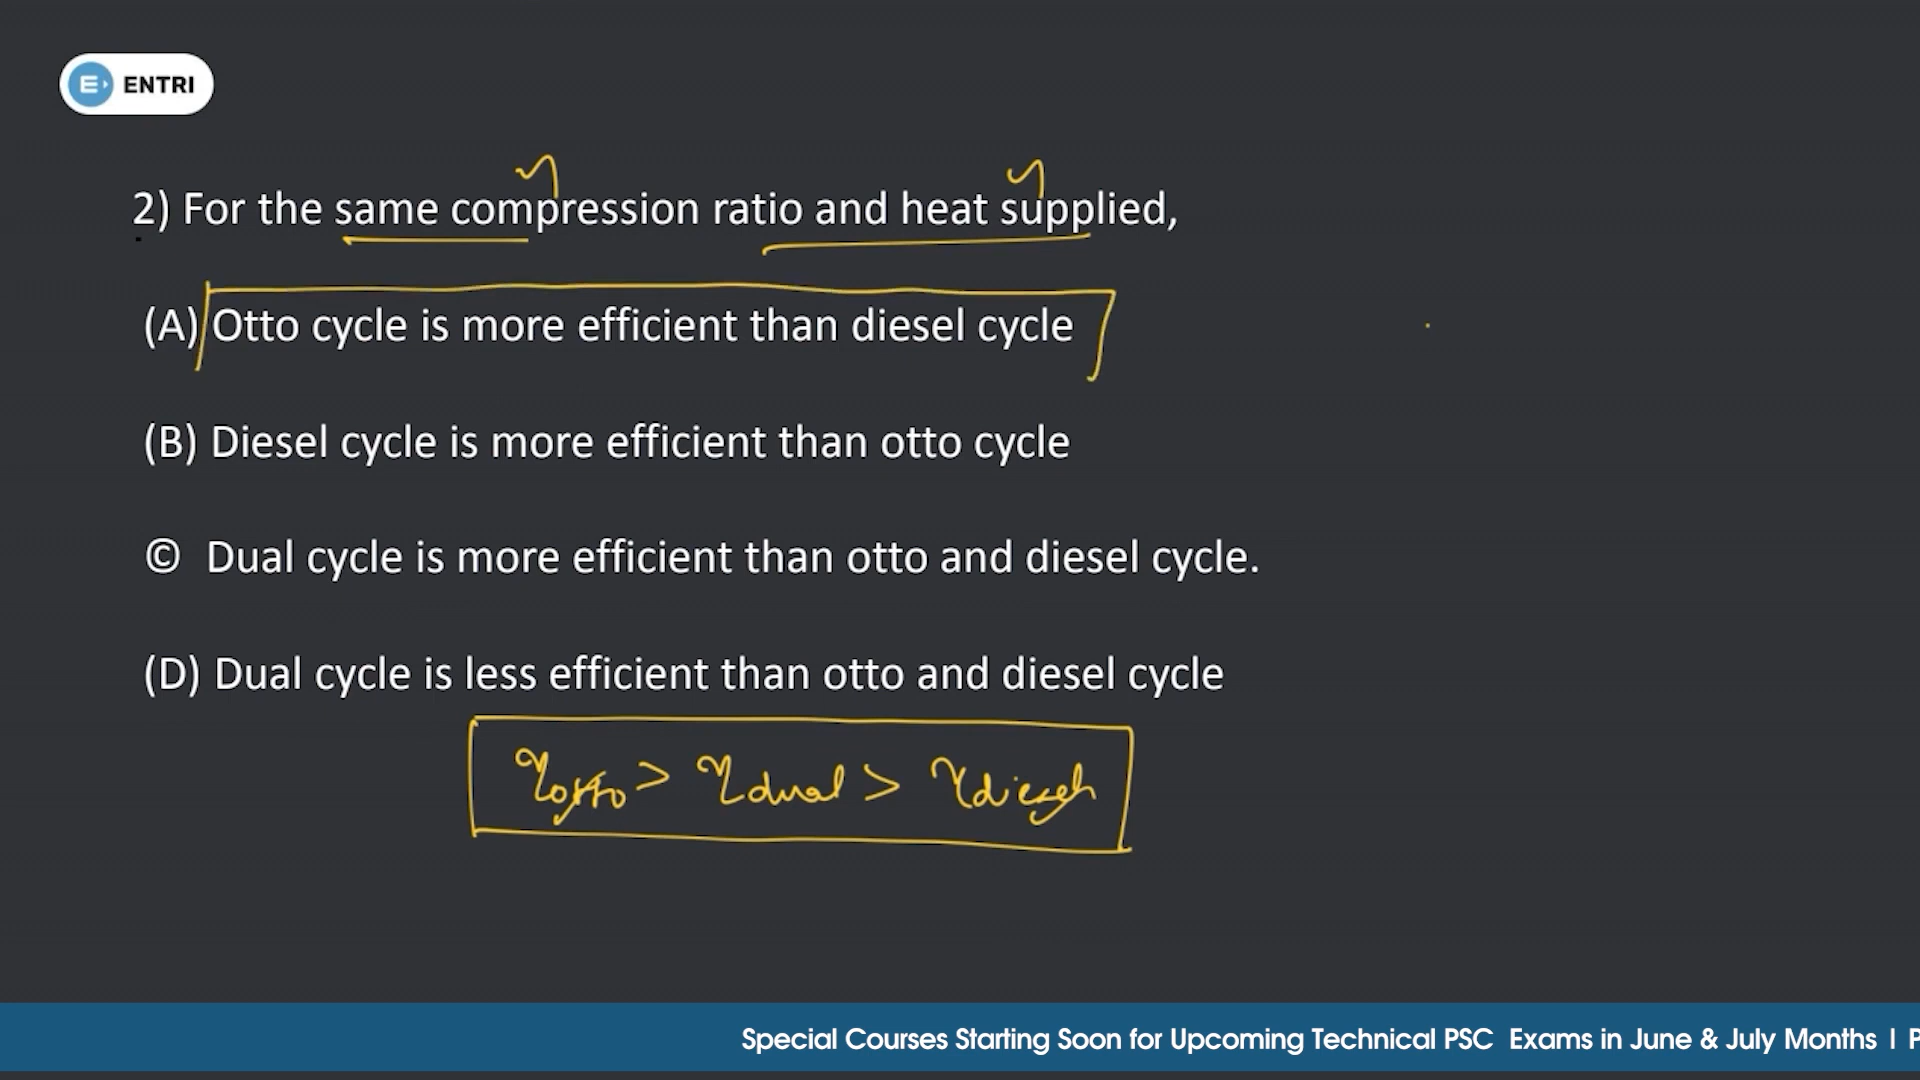 ENTRI
2) For the same compression ratio and heat supplied,
(A) Otto cycle is more efficient than diesel cycle
(B) Diesel cycle is more efficient than otto cycle
© Dual cycle is more efficient than otto and diesel cycle.
(D) Dual cycle is less efficient than otto and diesel cycle
η otto > η dual > η diesel
Special Courses Starting Soon for Upcoming Technical PSC Exams in June & July Months | P